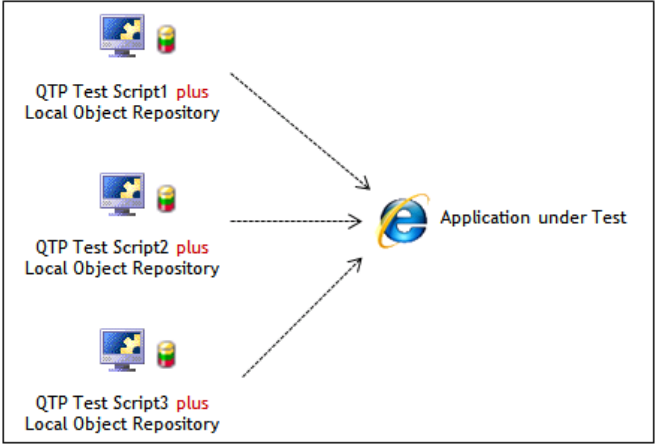 QTP Test Script1 plus
Local Object Repository
QTP Test Script2 plus
Local Object Repository
Application under Test
QTP Test Script3 plus
Local Object Repository